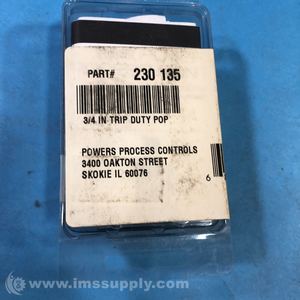 PART# 230 135
3/4 IN TRIP DUTY POP
POWERS PROCESS CONTROLS
3400 OAKTON STREET
SKOKIE IL 60076
6
www.imssupply.com